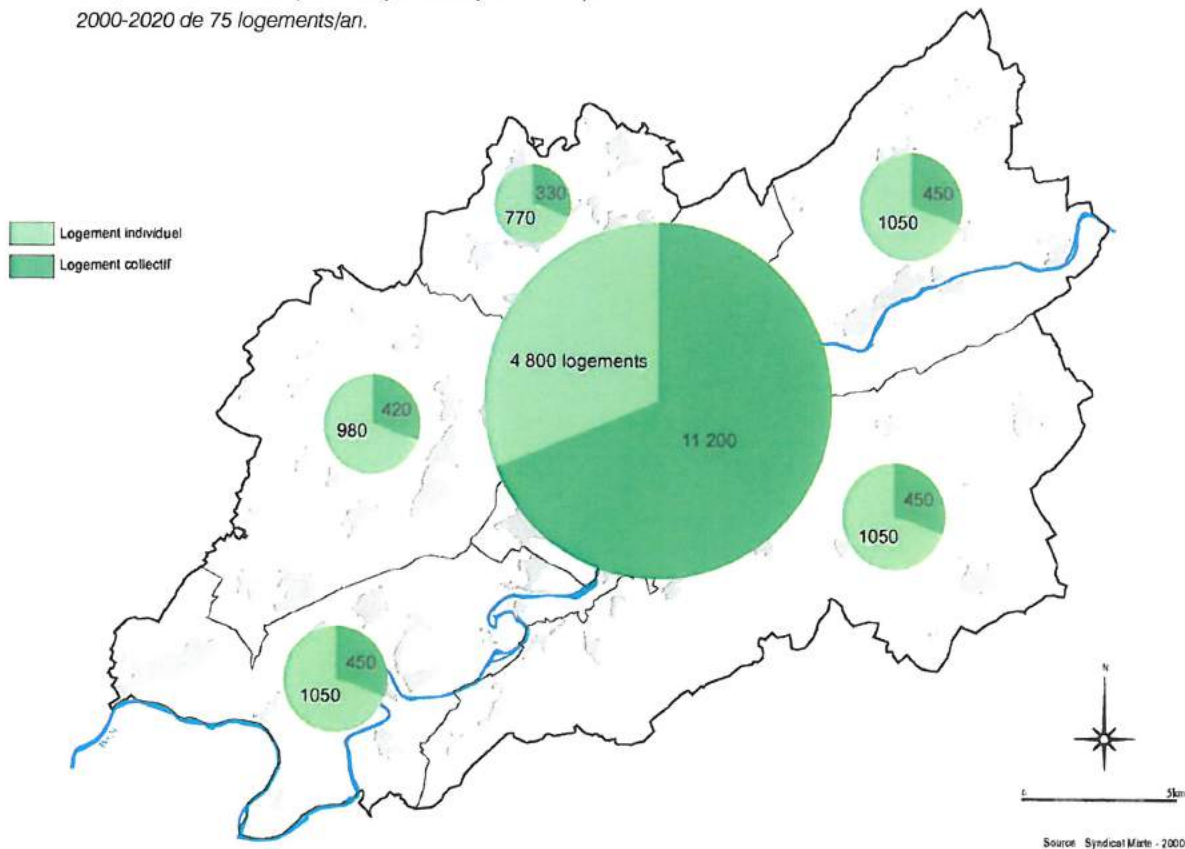 2000-2020 de 75 logements/an.
330
770
450
1050
Logement individuel
Logement collectif
4 800 logements
11 200
420
980
450
1050
450
1050
N
5km
Source Syndicat Mixte - 2000